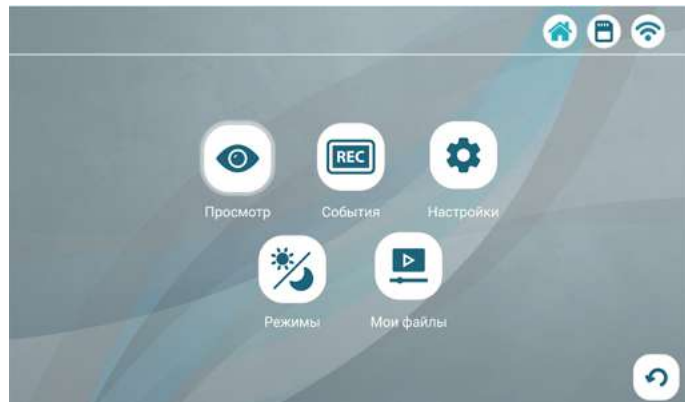 REC
Просмотр
События
Настройки
Режимы
Мои файлы